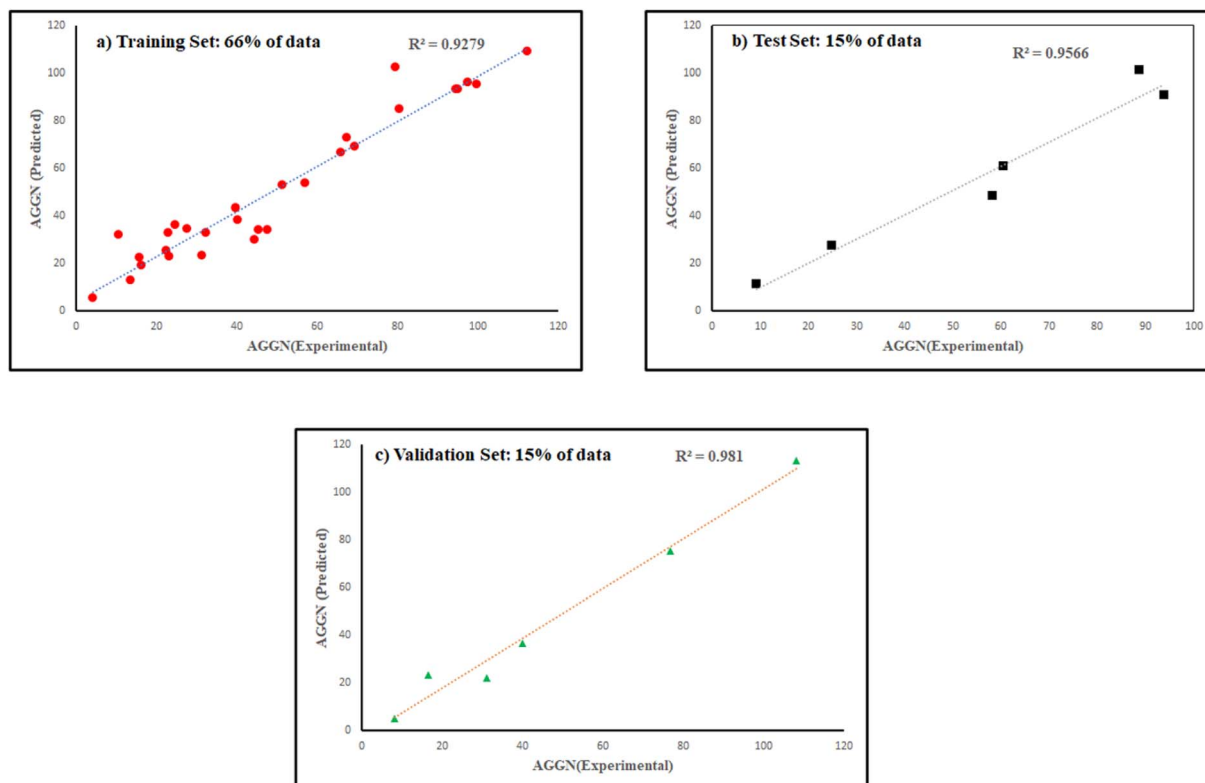 a) Training Set: 66% of data
R² = 0.9279
AGGN (Predicted)
120
100
80
60
40
20
0
0 20 40 60 80 100 120
AGGN(Experimental)
b) Test Set: 15% of data
R² = 0.9566
AGGN (Predicted)
120
100
80
60
40
20
0
0 10 20 30 40 50 60 70 80 90 100
AGGN(Experimental)
c) Validation Set: 15% of data
R² = 0.981
AGGN (Predicted)
120
100
80
60
40
20
0
0 20 40 60 80 100 120
AGGN(Experimental)